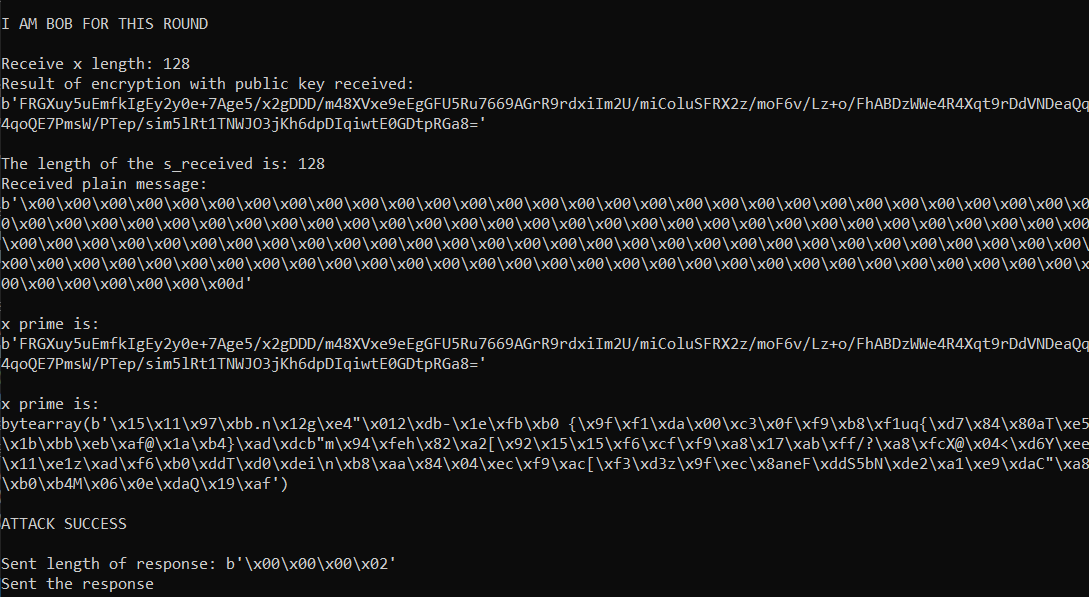 I AM BOB FOR THIS ROUND
Receive x length: 128
Result of encryption with public key received:
b'FRGXuy5uEmfkIgEy2y0e+7Age5/x2gDDD/m48XVxe9eEgGFU5Ru7669AGrR9rdxiIm2U/miColuSFRX2z/moF6v/Lz+o/FhABDzWWe4R4Xqt9rDdVNDeaQq
4qoQE7PmsW/PTep/sim5lRt1TNWJO3jKh6dpDIqiwtE0GDtpRGa8='
The length of the s_received is: 128
Received plain message:
b'\x00\x00\x00\x00\x00\x00\x00\x00\x00\x00\x00\x00\x00\x00\x00\x00\x00\x00\x00\x00\x00\x00\x00\x00\x00\x00\x00\x00\x00\x0
0\x00\x00\x00\x00\x00\x00\x00\x00\x00\x00\x00\x00\x00\x00\x00\x00\x00\x00\x00\x00\x00\x00\x00\x00\x00\x00\x00\x00\x00\x00
\x00\x00\x00\x00\x00\x00\x00\x00\x00\x00\x00\x00\x00\x00\x00\x00\x00\x00\x00\x00\x00\x00\x00\x00\x00\x00\x00\x00\x00\x00\
x00\x00\x00\x00\x00\x00\x00\x00\x00\x00\x00\x00\x00\x00\x00\x00\x00\x00\x00\x00\x00\x00\x00\x00\x00\x00\x00\x00\x00\x00\x
00\x00\x00\x00\x00\x00\x00d'
x prime is:
b'FRGXuy5uEmfkIgEy2y0e+7Age5/x2gDDD/m48XVxe9eEgGFU5Ru7669AGrR9rdxiIm2U/miColuSFRX2z/moF6v/Lz+o/FhABDzWWe4R4Xqt9rDdVNDeaQq
4qoQE7PmsW/PTep/sim5lRt1TNWJO3jKh6dpDIqiwtE0GDtpRGa8='
x prime is:
bytearray(b'\x15\x11\x97\xbb.n\x12g\xe4"\x012\xdb-\x1e\xfb\xb0 {\x9f\xf1\xda\x00\xc3\x0f\xf9\xb8\xf1uq{\xd7\x84\x80aT\xe5
\x1b\xbb\xeb\xaf@\x1a\xb4}\xad\xdcb"m\x94\xfeh\x82\xa2[\x92\x15\x15\xf6\xcf\xf9\xa8\x17\xab\xff/?\xa8\xfcX@\x04<\xd6Y\xee
\x11\xe1z\xad\xf6\xb0\xddT\xd0\xdei\n\xb8\xaa\x84\x04\xec\xf9\xac[\xf3\xd3z\x9f\xec\x8aneF\xddS5bN\xde2\xa1\xe9\xdaC"\xa8
\xb0\xb4M\x06\x0e\xdaQ\x19\xaf')
ATTACK SUCCESS
Sent length of response: b'\x00\x00\x00\x02'
Sent the response